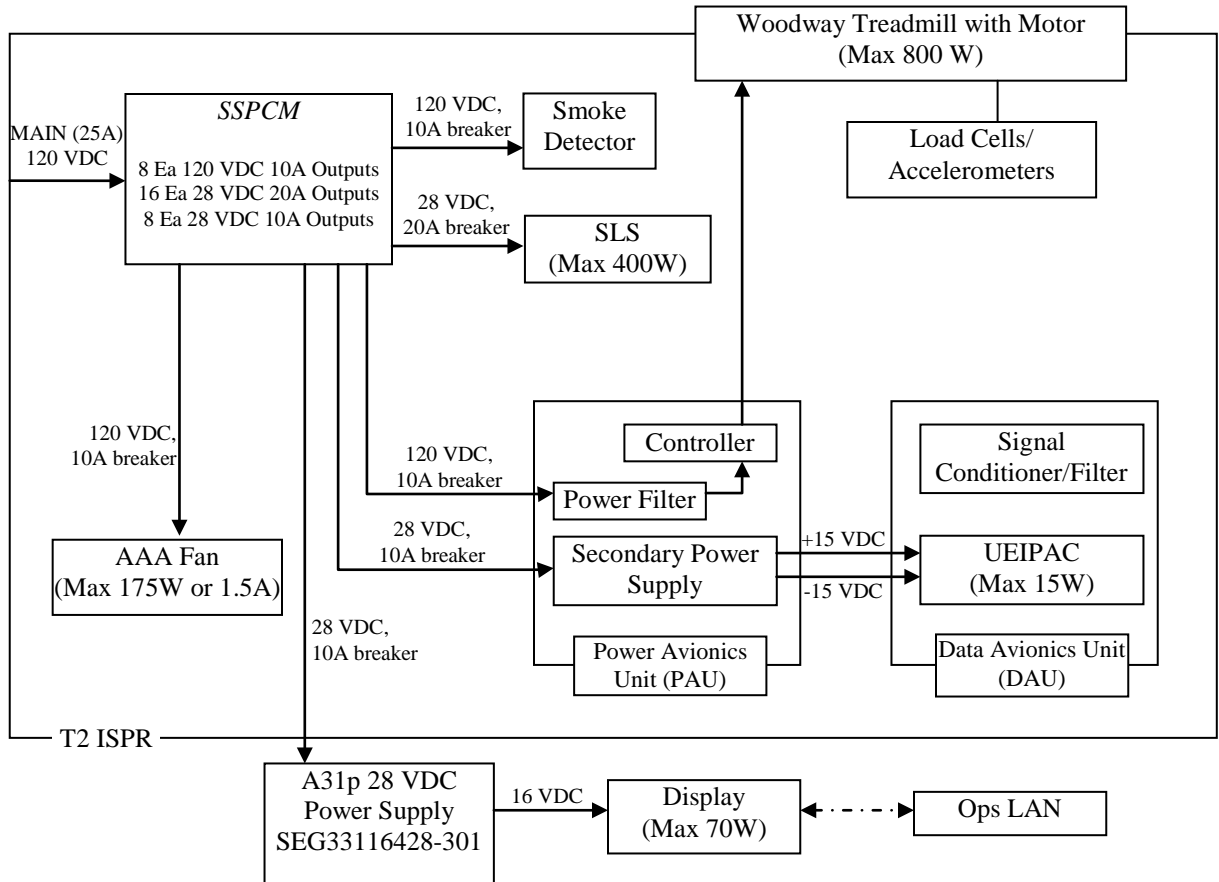 Woodway Treadmill with Motor
(Max 800 W)
MAIN (25A)
120 VDC
SSPCM
8 Ea 120 VDC 10A Outputs
16 Ea 28 VDC 20A Outputs
8 Ea 28 VDC 10A Outputs
120 VDC,
10A breaker
Smoke
Detector
Load Cells/
Accelerometers
28 VDC,
20A breaker
SLS
(Max 400W)
120 VDC,
10A breaker
AAA Fan
(Max 175W or 1.5A)
120 VDC,
10A breaker
Controller
Power Filter
28 VDC,
10A breaker
Secondary Power
Supply
+15 VDC
-15 VDC
Signal
Conditioner/Filter
UEIPAC
(Max 15W)
28 VDC,
10A breaker
Power Avionics
Unit (PAU)
Data Avionics Unit
(DAU)
T2 ISPR
A31p 28 VDC
Power Supply
SEG33116428-301
16 VDC
Display
(Max 70W)
Ops LAN